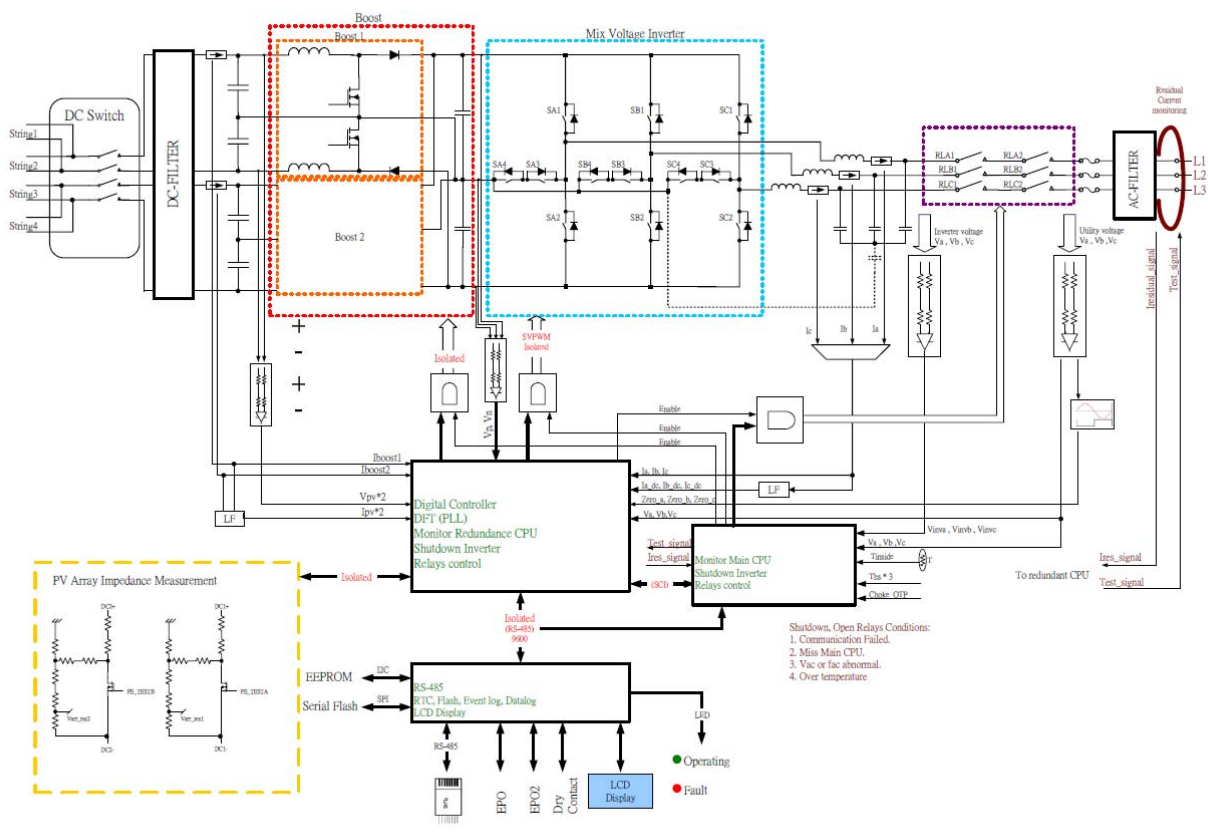 Boost
Boost 1
Mix Voltage Inverter
DC Switch
String1
String2
String3
String4
DC-FILTER
Boost 2
SA1
SB1
SC1
SA4
SA3
SB4
SB3
SC4
SC3
SA2
SB2
SC2
RLA1
RLA2
RLB1
RLB2
RLC1
RLC2
AC-FILTER
Residual
Current
monitoring
L1
L2
L3
Inverter voltage
Va , Vb , Vc
Utility voltage
Va , Vb ,Vc
Iresidual_signal
Test_signal
+
-
+
-
Isolated
SVPWM
Isolated
Vp, Vn
Ic
Ib
Ia
Enable
Enable
Enable
Iboost1
Iboost2
Vpv*2
Ipv*2
LF
Digital Controller
DFT (PLL)
Monitor Redundance CPU
Shutdown Inverter
Relays control
Ia, Ib, Ic
Ia_dc, Ib_dc, Ic_dc
LF
Zero_a, Zero_b, Zero_c
Va, Vb,Vc
Test_signal
Ires_signal
(SCI)
Monitor Main CPU
Shutdown Inverter
Relays control
Vinva , Vinvb , Vinvc
Va , Vb ,Vc
Tinside
T
Ths * 3
Choke_OTP
To redundant CPU
Ires_signal
Test_signal
PV Array Impedance Measurement
DC2+
DC1+
DC2-
DC1-
Isolated
Isolated
(RS-485)
9600
Shutdown, Open Relays Conditions:
1. Communication Failed.
2. Miss Main CPU.
3. Vac or fac abnormal.
4. Over temperature
EEPROM
I2C
Serial Flash
SPI
RS-485
RTC, Flash, Event log, Datalog
LCD Display
LED
Operating
Fault
RS-485
EPO
EPO2
Dry
Contact
LCD
Display